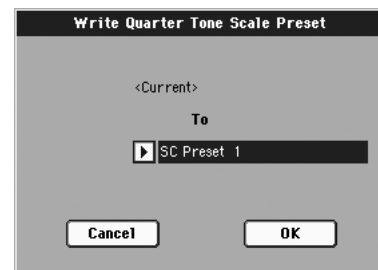 Write Quarter Tone Scale Preset
<Current>
To
SC Preset 1
Cancel OK